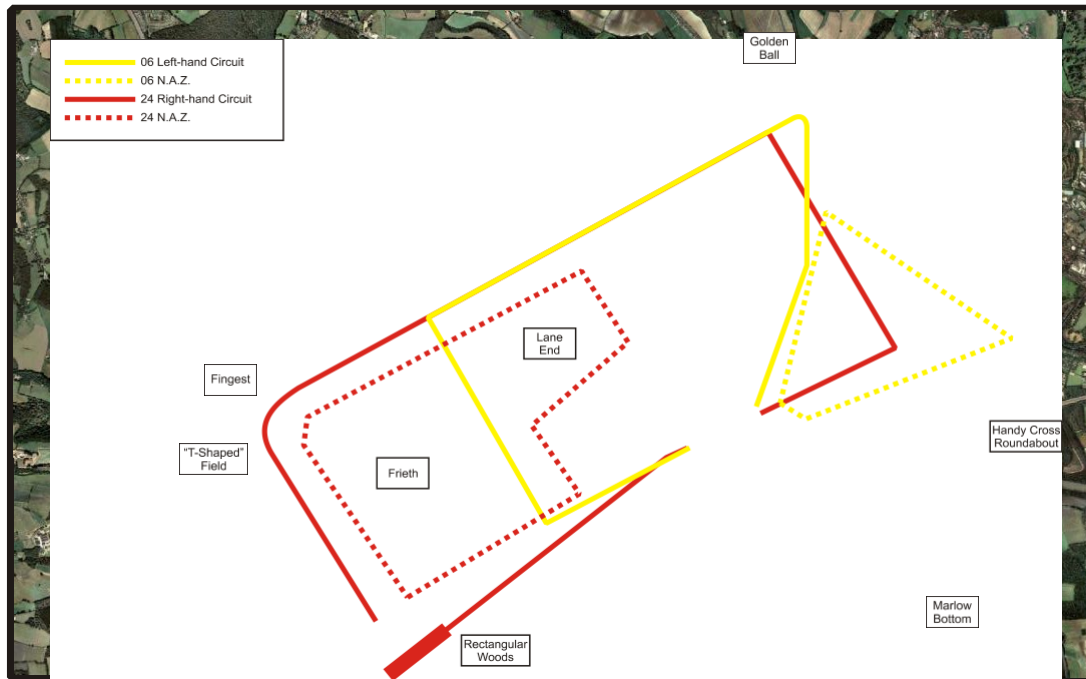 06 Left-hand Circuit
06 N.A.Z.
24 Right-hand Circuit
24 N.A.Z.
Golden
Ball
Lane
End
Fingest
"T-Shaped"
Field
Frieth
Handy Cross
Roundabout
Marlow
Bottom
Rectangular
Woods